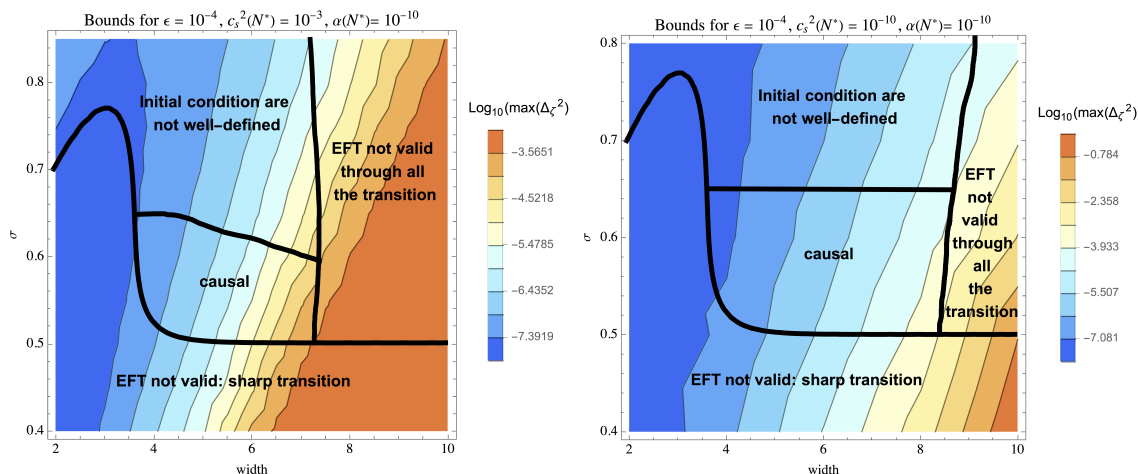 Bounds for ϵ = 10⁻⁴, cₛ²(N*) = 10⁻³, α(N*)= 10⁻¹⁰
0.8
0.7
0.6
0.5
0.4
σ
2
4
6
8
10
width
Initial condition are
not well-defined
EFT not valid
through all
the transition
causal
EFT not valid: sharp transition
Log₁₀(max(Δ_ζ²)
-3.5651
-4.5218
-5.4785
-6.4352
-7.3919
Bounds for ϵ = 10⁻⁴, cₛ²(N*) = 10⁻¹⁰, α(N*)= 10⁻¹⁰
0.8
0.7
0.6
0.5
0.4
σ
2
4
6
8
10
width
Initial condition are
not well-defined
EFT
not
valid
through
all
the
transition
causal
EFT not valid: sharp transition
Log₁₀(max(Δ_ζ²)
-0.784
-2.358
-3.933
-5.507
-7.081